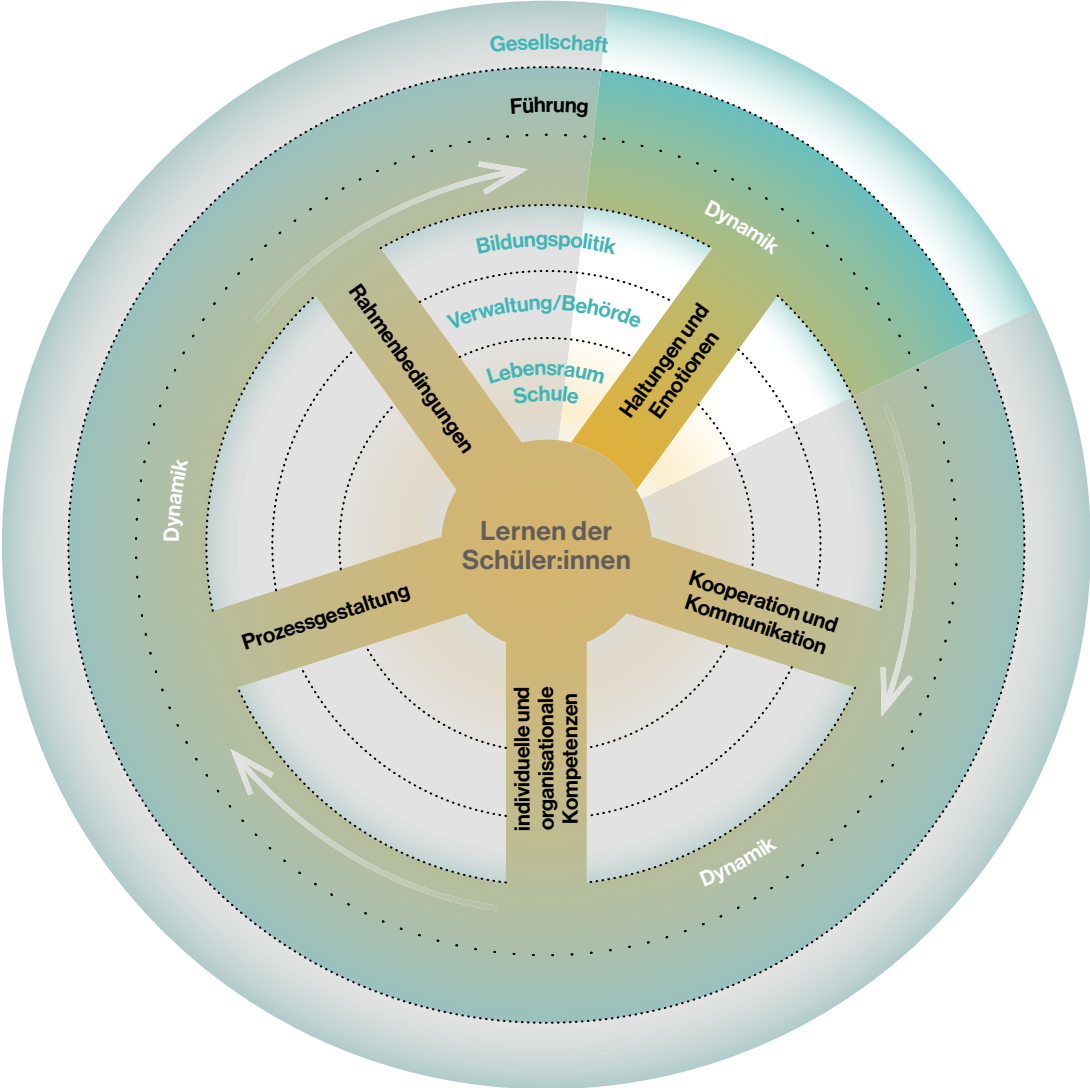 Gesellschaft
Führung
Dynamik
Bildungspolitik
Verwaltung/Behörde
Lebensraum
Schule
Rahmenbedingungen
Haltungen und
Emotionen
Dynamik
Lernen der
Schüler:innen
Prozessgestaltung
Kooperation und
Kommunikation
individuelle und
organisationale
Kompetenzen
Dynamik